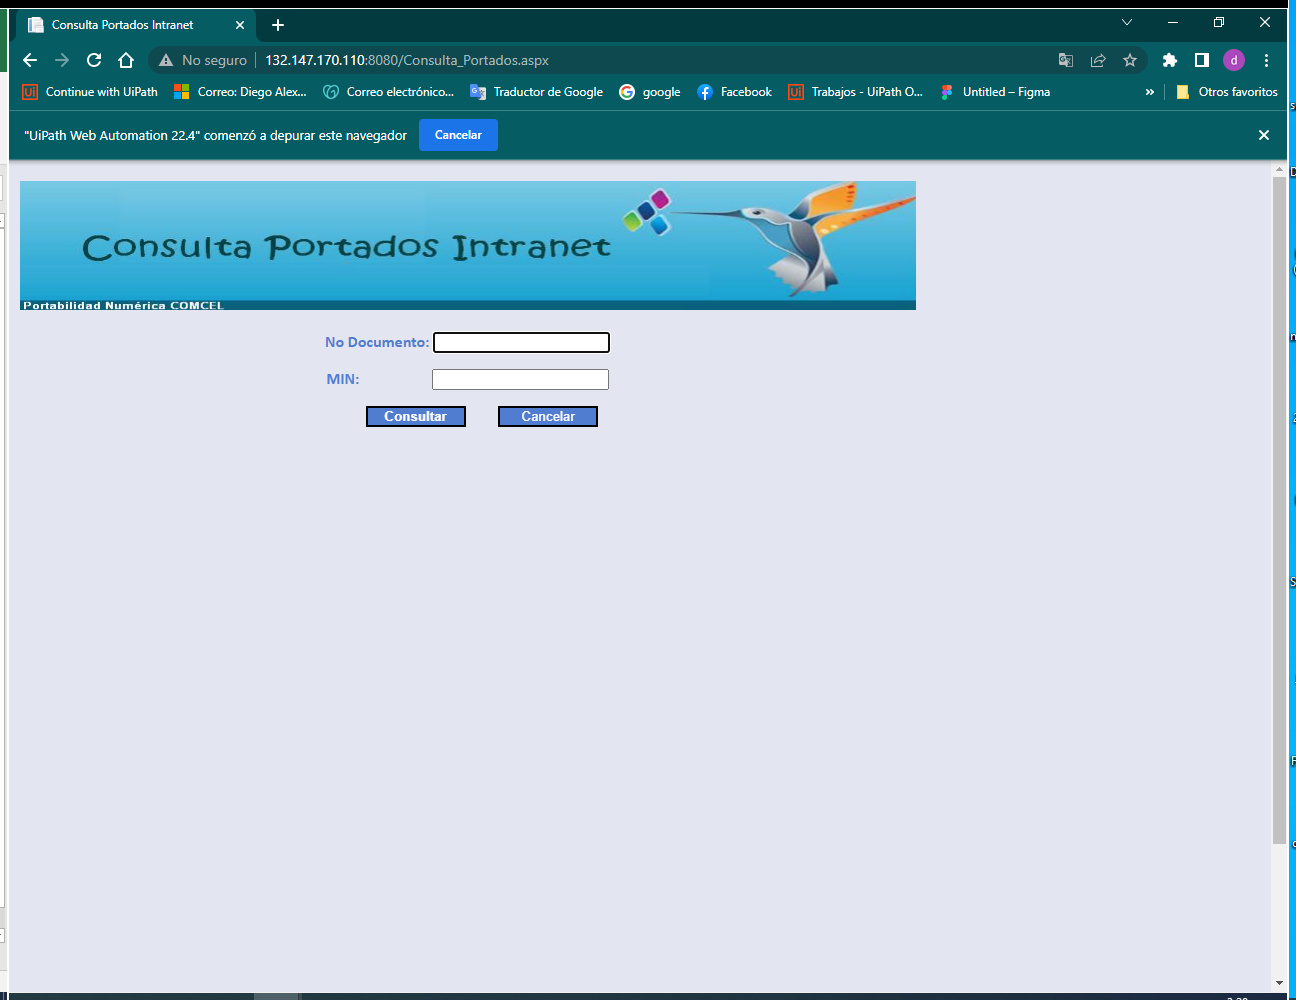 Consulta Portados Intranet
No seguro 132.147.170.110:8080/Consulta_Portados.aspx
d
Continue with UiPath Correo: Diego Alex... Correo electrónico... Traductor de Google google Facebook Trabajos - UiPath O... Untitled – Figma » Otros favoritos
"UiPath Web Automation 22.4" comenzó a depurar este navegador Cancelar
Consulta Portados Intranet
Portabilidad Numérica COMCEL
No Documento:
MIN:
Consultar Cancelar